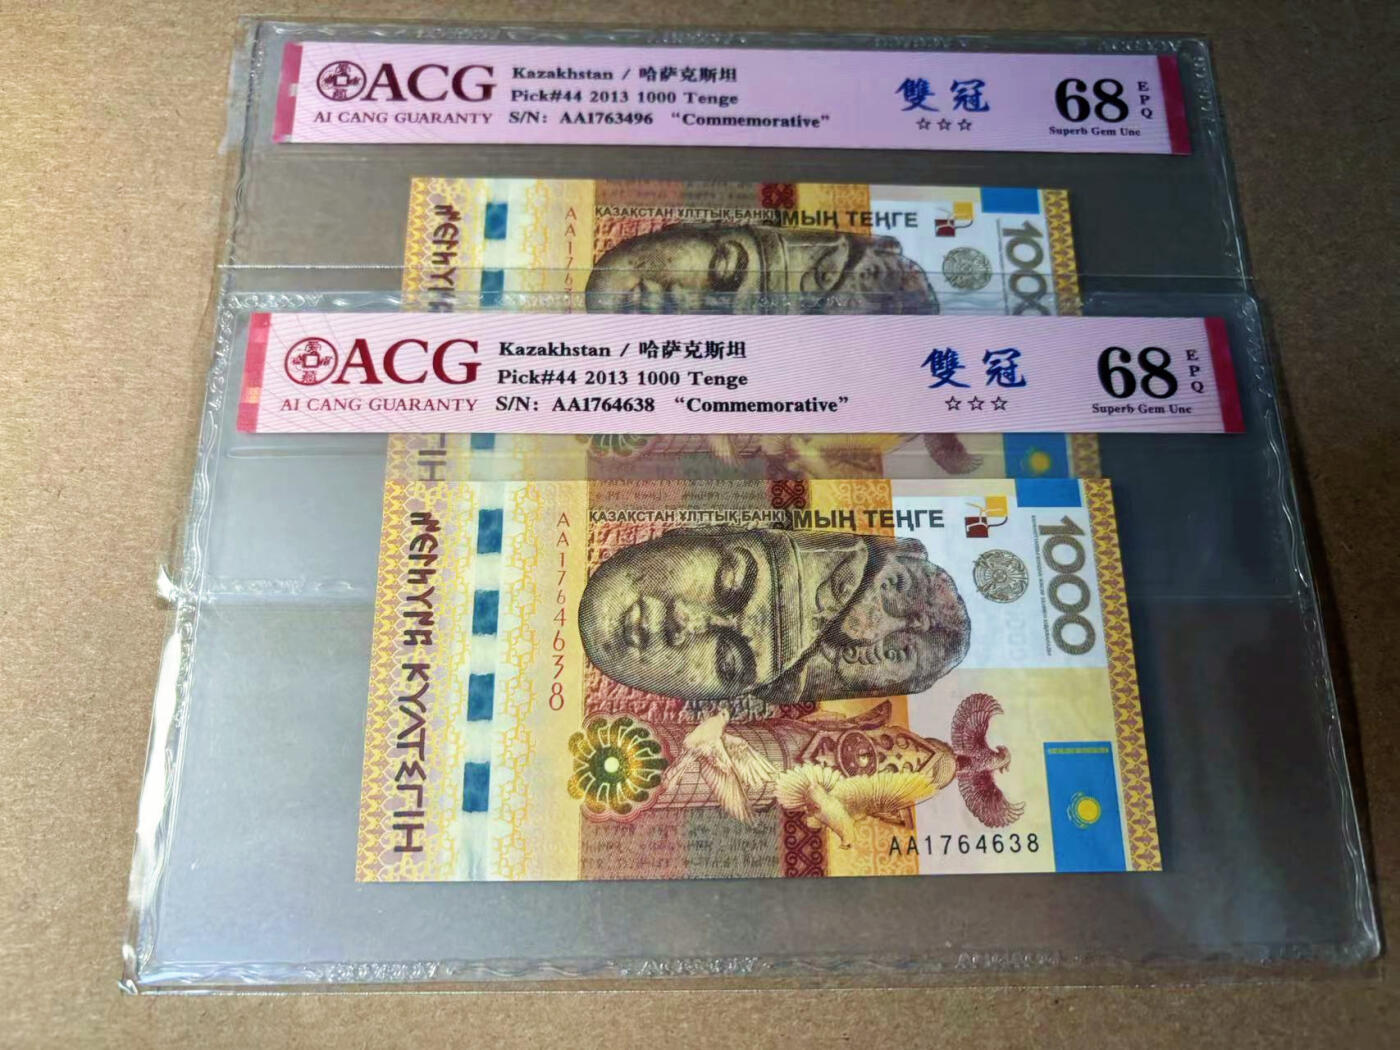 ACG
AI CANG GUARANTY
Kazakhstan / 哈萨克斯坦
Pick#44 2013 1000 Tenge
S/N: AA1763496 “Commemorative”
雙冠
☆☆☆
68
EPQ
Superb Gem Unc
ҚАЗАҚСТАН ҰЛТТЫҚ БАНКІ
МЫҢ ТЕҢГЕ
ACG
AI CANG GUARANTY
Kazakhstan / 哈萨克斯坦
Pick#44 2013 1000 Tenge
S/N: AA1764638 “Commemorative”
雙冠
☆☆☆
68
EPQ
Superb Gem Unc
AA1764638
ҚАЗАҚСТАН ҰЛТТЫҚ БАНКІ
МЫҢ ТЕҢГЕ
1000
КҮЛТЕГІН
AA1764638